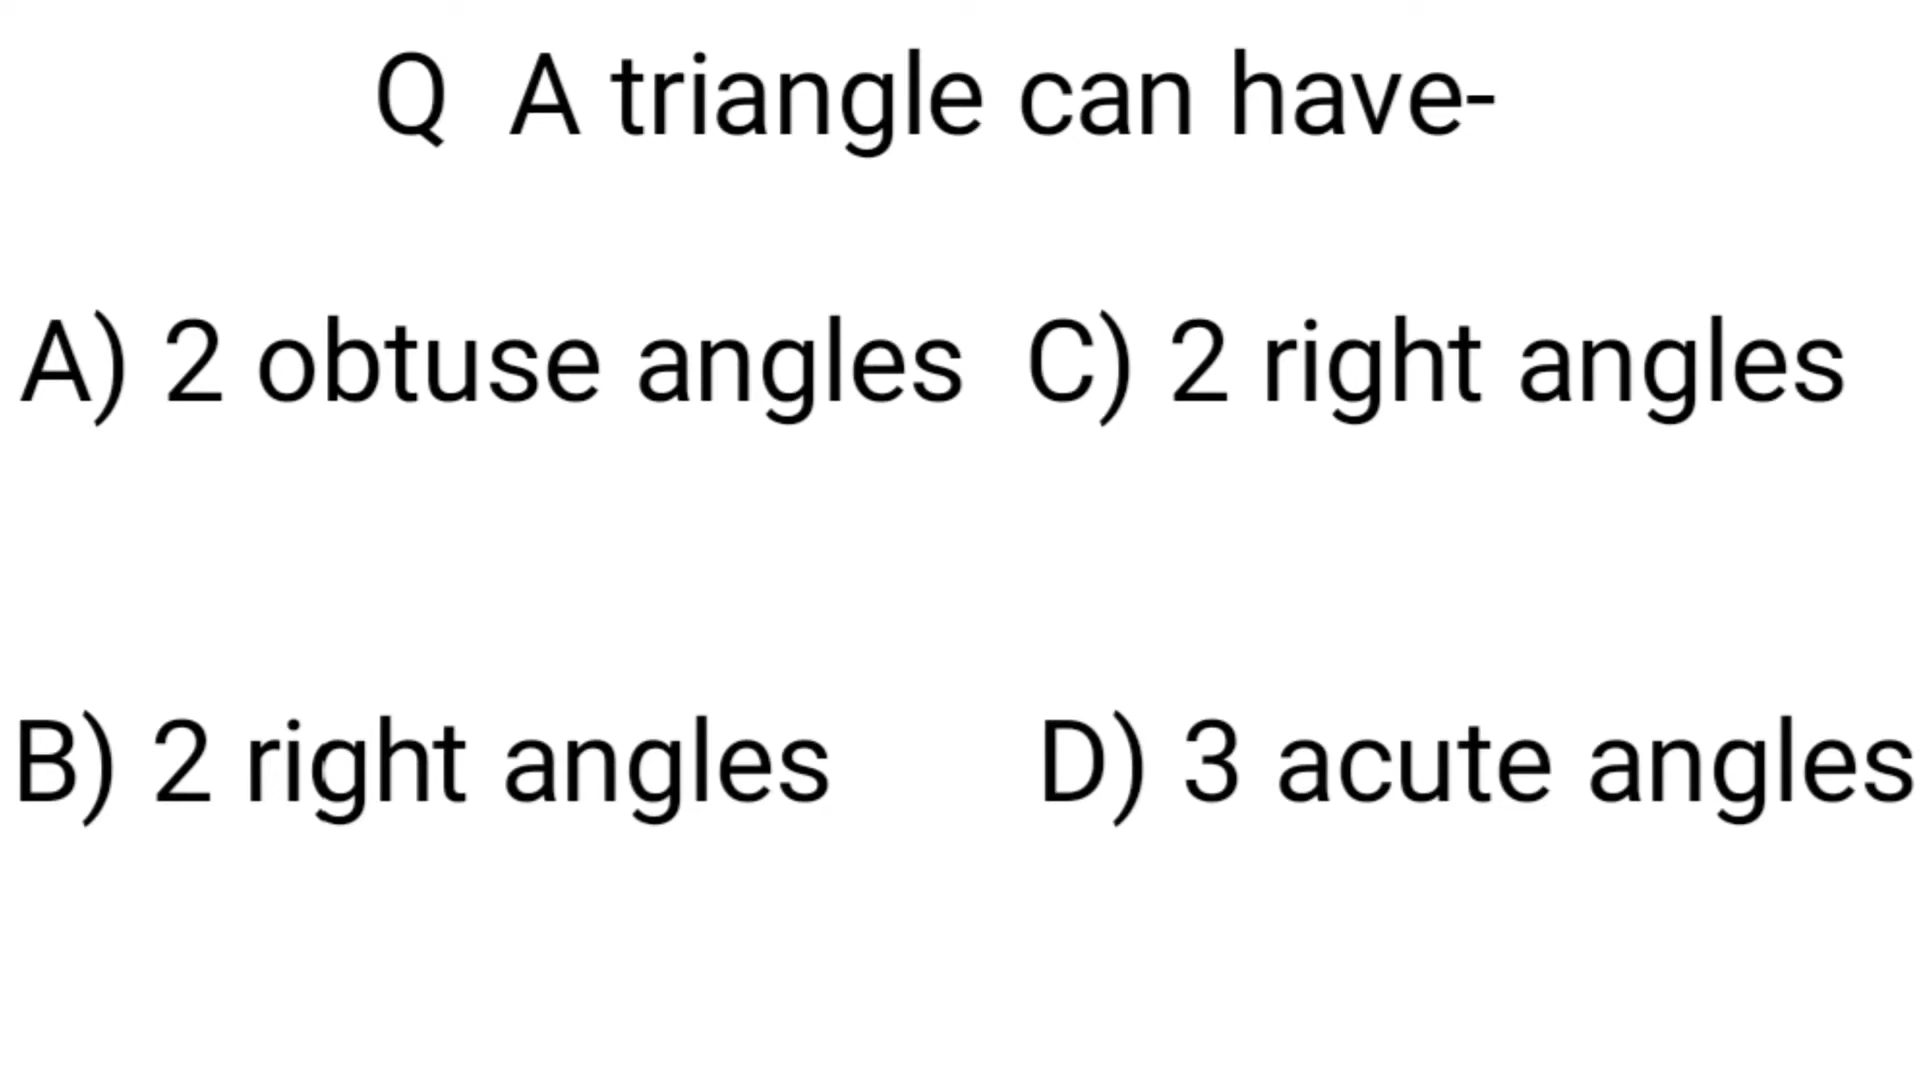 Q A triangle can have-
A) 2 obtuse angles C) 2 right angles
B) 2 right angles D) 3 acute angles